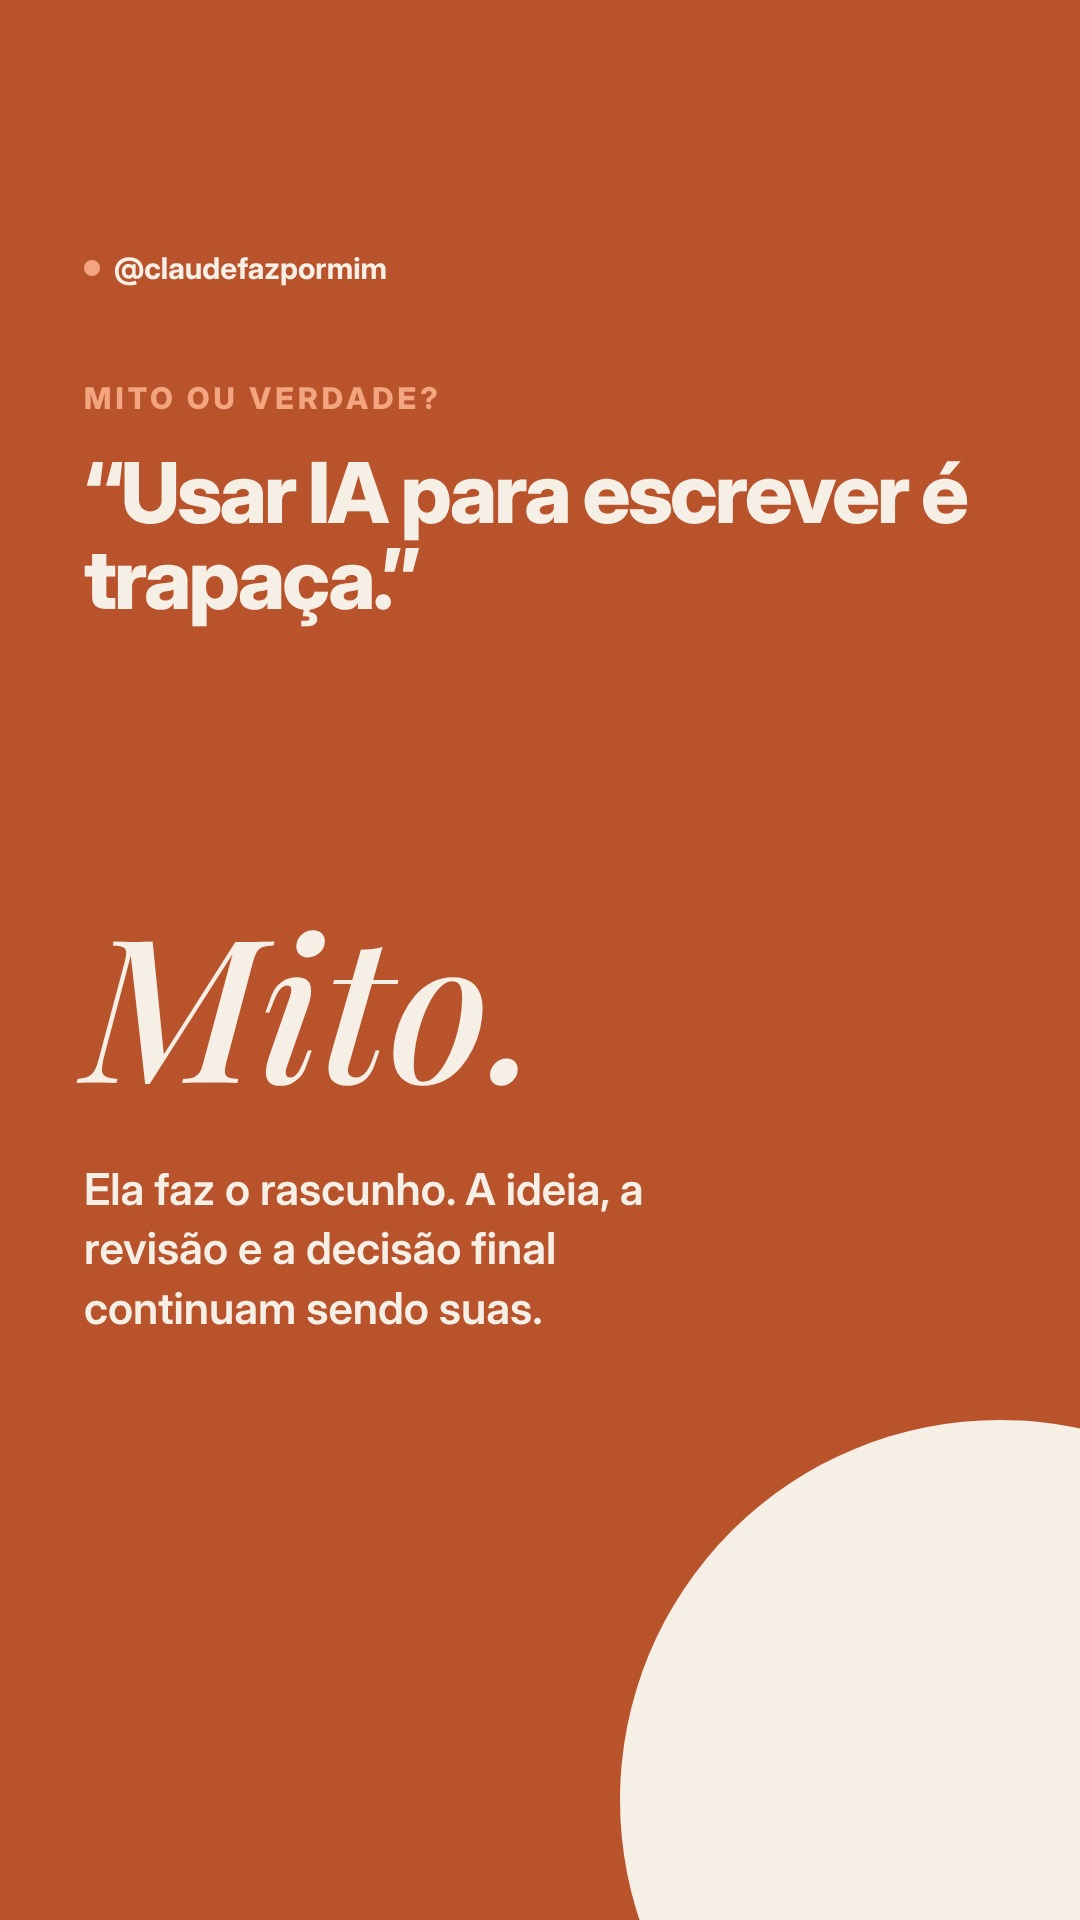 @claudefazpormim
MITO OU VERDADE?
“Usar IA para escrever é
trapaça.”
Mito.
Ela faz o rascunho. A ideia, a
revisão e a decisão final
continuam sendo suas.